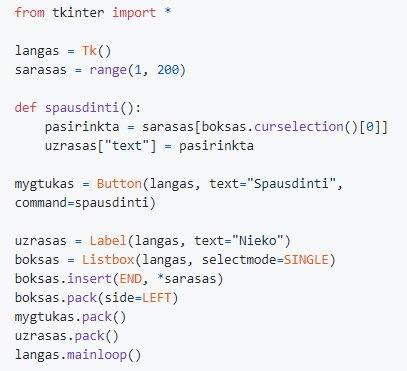 from tkinter import *

langas = Tk()
sarasas = range(1, 200)

def spausdinti():
    pasirinkta = sarasas[boksas.curselection()[0]]
    uzrasas["text"] = pasirinkta

mygtukas = Button(langas, text="Spausdinti",
command=spausdinti)

uzrasas = Label(langas, text="Nieko")
boksas = Listbox(langas, selectmode=SINGLE)
boksas.insert(END, *sarasas)
boksas.pack(side=LEFT)
mygtukas.pack()
uzrasas.pack()
langas.mainloop()